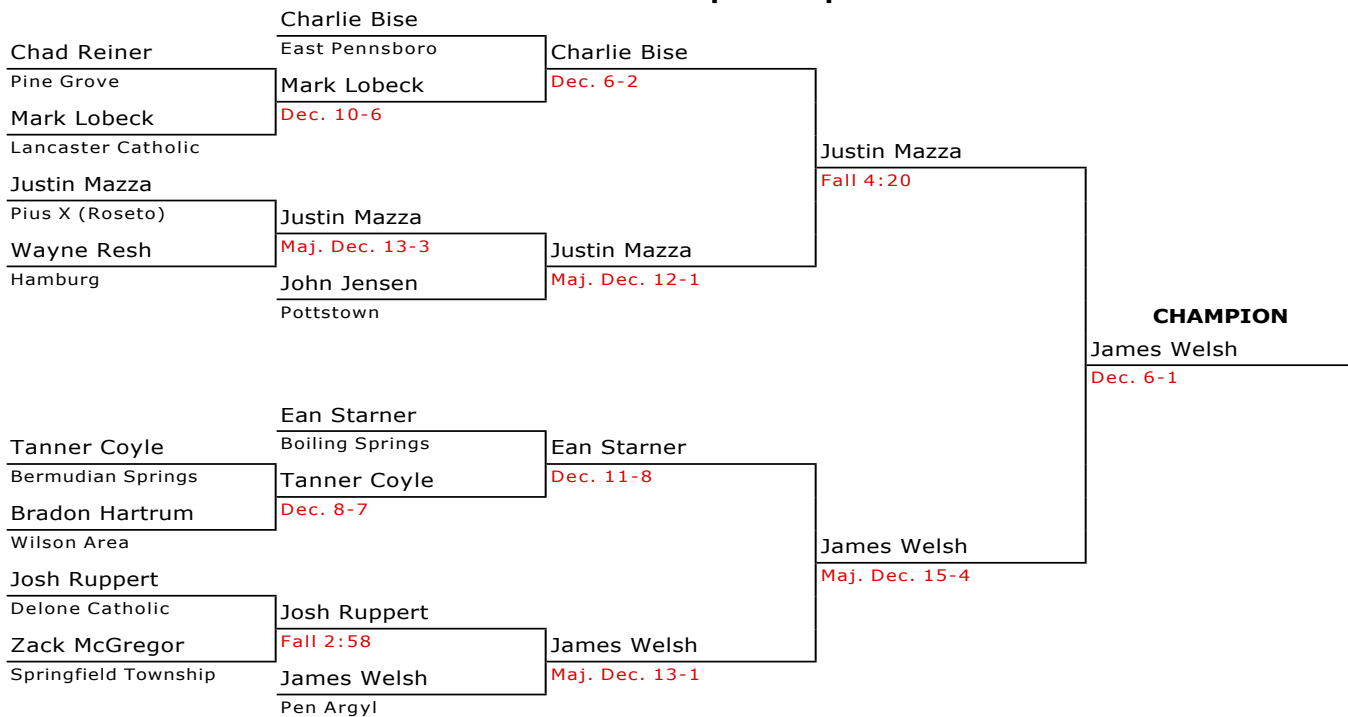 Charlie Bise
East Pennsboro
Chad Reiner
Pine Grove
Mark Lobeck
Dec. 10-6
Mark Lobeck
Lancaster Catholic
Charlie Bise
Dec. 6-2
Justin Mazza
Pius X (Roseto)
Justin Mazza
Maj. Dec. 13-3
Wayne Resh
Hamburg
John Jensen
Pottstown
Justin Mazza
Maj. Dec. 12-1
Justin Mazza
Fall 4:20
CHAMPION
James Welsh
Dec. 6-1
Ean Starner
Boiling Springs
Tanner Coyle
Bermudian Springs
Tanner Coyle
Dec. 8-7
Bradon Hartrum
Wilson Area
Ean Starner
Dec. 11-8
James Welsh
Maj. Dec. 15-4
Josh Ruppert
Delone Catholic
Josh Ruppert
Fall 2:58
Zack McGregor
Springfield Township
James Welsh
Pen Argyl
James Welsh
Maj. Dec. 13-1